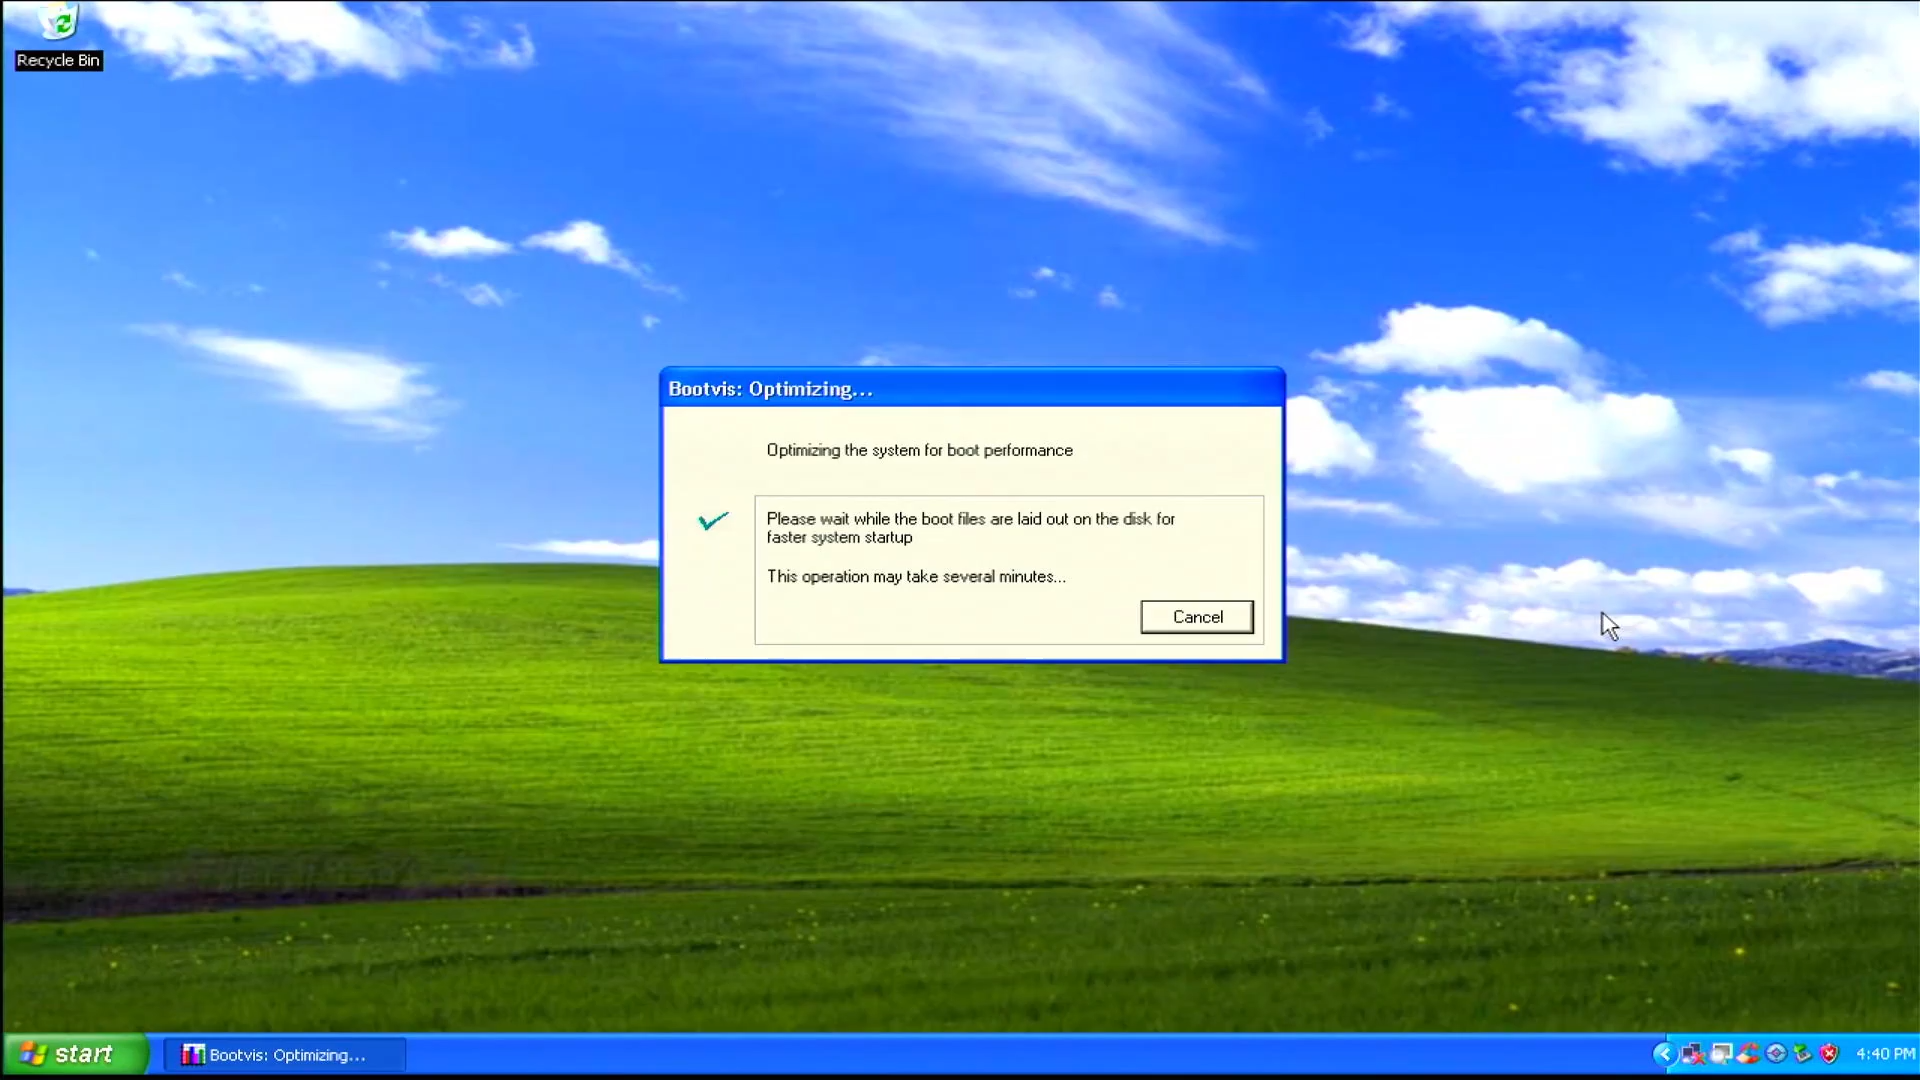 Recycle Bin
Bootvis: Optimizing...
Optimizing the system for boot performance
Please wait while the boot files are laid out on the disk for
faster system startup
This operation may take several minutes...
Cancel
start
Bootvis: Optimizing...
4:40 PM